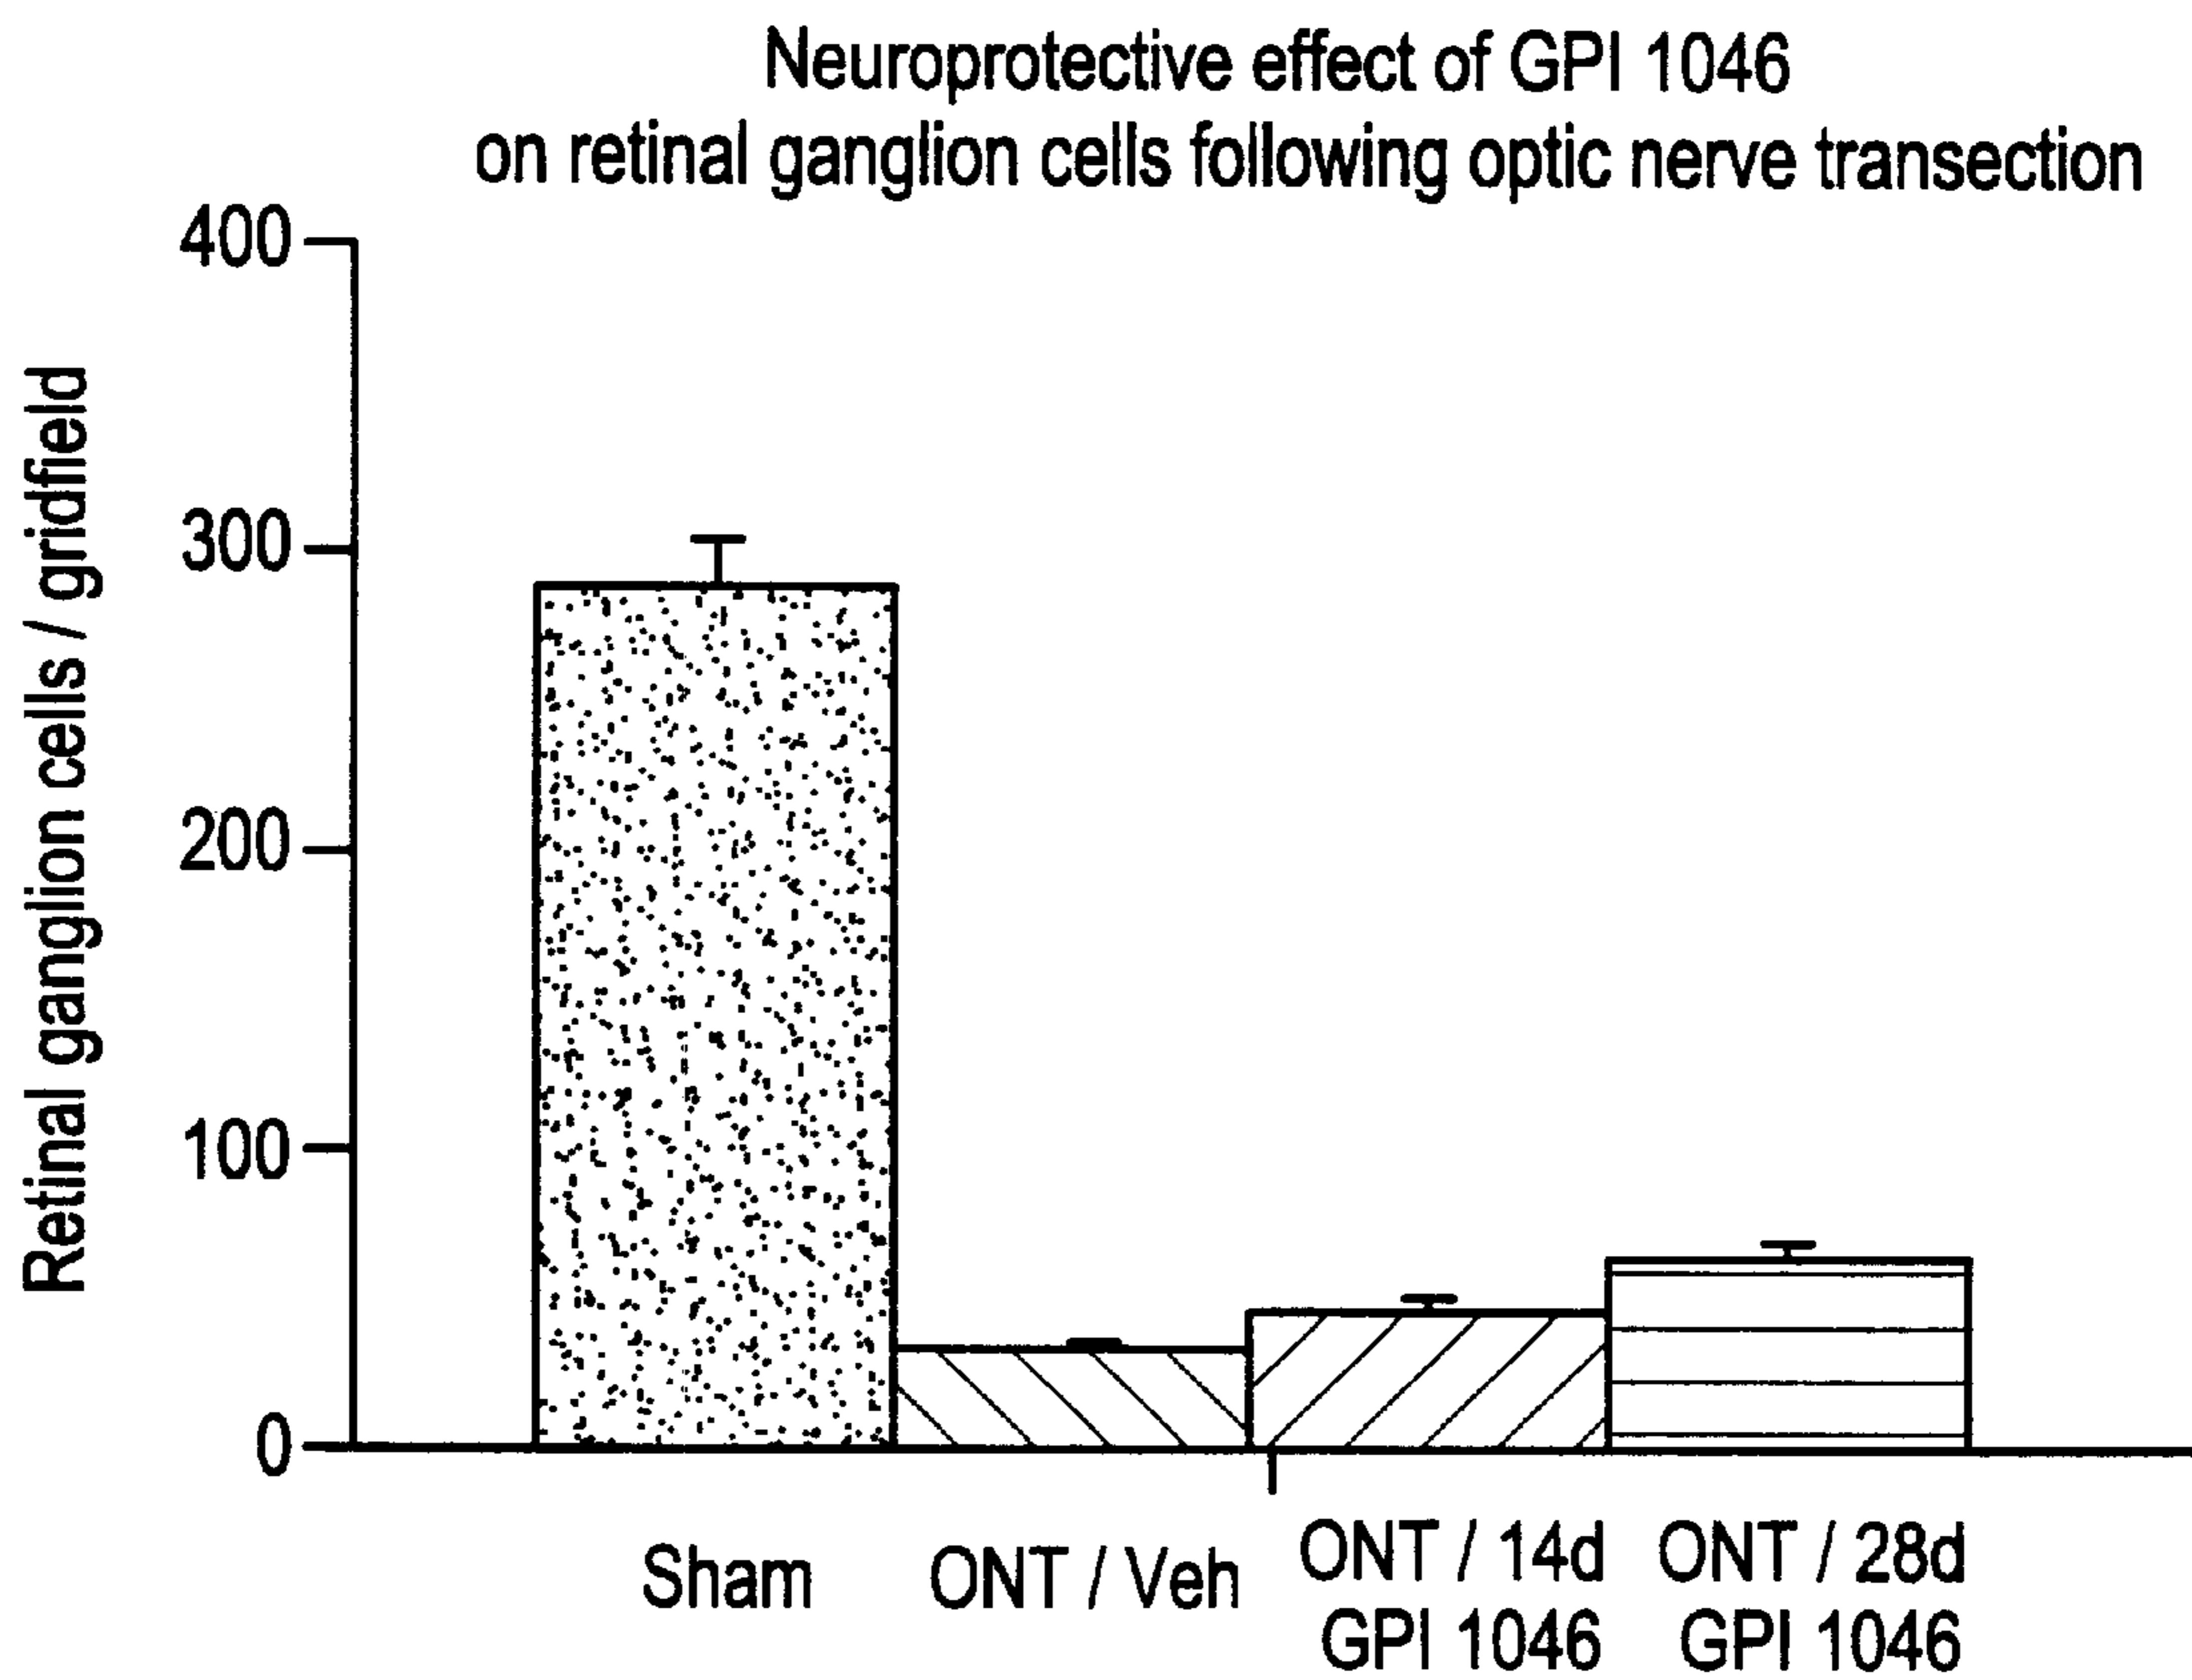 Neuroprotective effect of GPI 1046
on retinal ganglion cells following optic nerve transection
Retinal ganglion cells / gridfield
400
300
200
100
0
Sham
ONT / Veh
ONT / 14d
GPI 1046
ONT / 28d
GPI 1046